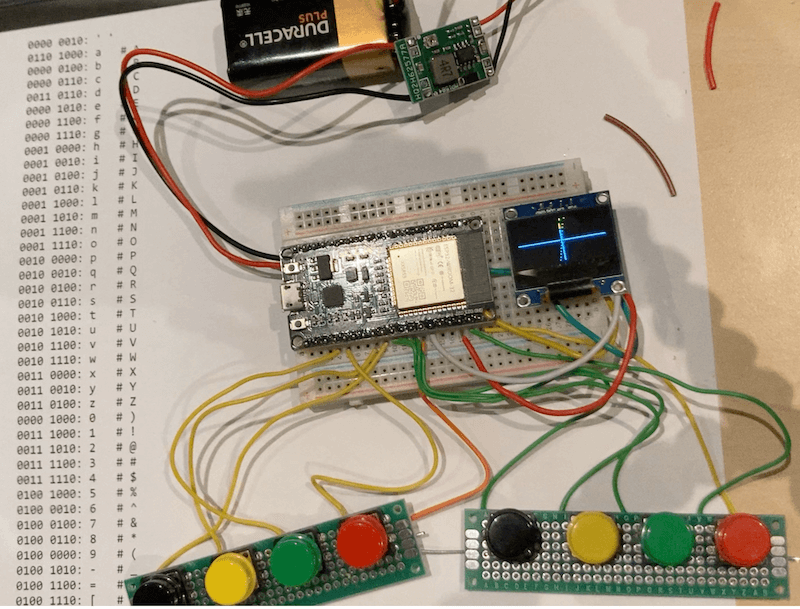 DURACELL
PLUS
4R7
0000 0010: ' '
0110 1000: a #
0000 0100: b
0000 0110: c C
0011 0110: d D
0000 1010: e E
0000 1100: f #
0000 1110: g #
0001 0000: h # H
0001 0010: i # I
0001 0100: j # J
0001 0110: k # K
0001 1000: l # L
0001 1010: m # M
0001 1100: n # N
0001 1110: o # O
0010 0000: p # P
0010 0010: q # Q
0010 0100: r # R
0010 0110: s # S
0010 1000: t # T
0010 1010: u # U
0010 1100: v # V
0010 1110: w # W
0011 0000: x # X
0011 0010: y # Y
0011 0100: z # Z
0000 1000: 0 # )
0011 1000: 1 # !
0011 1010: 2 # @
0011 1100: 3 # #
0011 1110: 4 # $
0100 1000: 5 # %
0100 0010: 6 # ^
0100 0100: 7 # &
0100 0110: 8 # *
0100 0000: 9 # (
0100 1010: - # _
0100 1100: = #
0100 1110: [ #